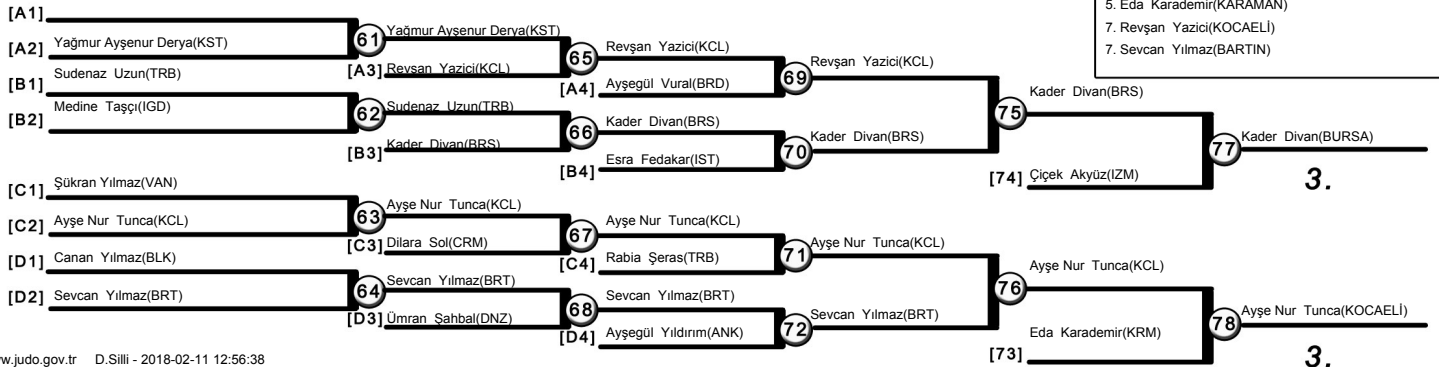 5. Eda Karademir(KARAMAN)
7. Revşan Yazici(KOCAELİ)
7. Sevcan Yılmaz(BARTIN)
[A1]
[A2] Yağmur Ayşenur Derya(KST)
61 Yağmur Ayşenur Derya(KST)
[A3] Revşan Yazici(KCL)
65 Revşan Yazici(KCL)
[A4] Ayşegül Vural(BRD)
69 Revşan Yazici(KCL)
[B1] Sudenaz Uzun(TRB)
[B2] Medine Taşçı(IGD)
62 Sudenaz Uzun(TRB)
[B3] Kader Divan(BRS)
66 Kader Divan(BRS)
[B4] Esra Fedakar(IST)
70 Kader Divan(BRS)
75 Kader Divan(BRS)
[74] Çiçek Akyüz(IZM)
77 Kader Divan(BURSA)
3.
[C1] Şükran Yılmaz(VAN)
[C2] Ayşe Nur Tunca(KCL)
63 Ayşe Nur Tunca(KCL)
[C3] Dilara Sol(CRM)
67 Ayşe Nur Tunca(KCL)
[C4] Rabia Şeras(TRB)
71 Ayşe Nur Tunca(KCL)
[D1] Canan Yılmaz(BLK)
[D2] Sevcan Yılmaz(BRT)
64 Sevcan Yılmaz(BRT)
[D3] Ümran Şahbal(DNZ)
68 Sevcan Yılmaz(BRT)
[D4] Ayşegül Yıldırım(ANK)
72 Sevcan Yılmaz(BRT)
76 Ayşe Nur Tunca(KCL)
[73] Eda Karademir(KRM)
78 Ayşe Nur Tunca(KOCAELİ)
3.
w.judo.gov.tr D.Silli - 2018-02-11 12:56:38